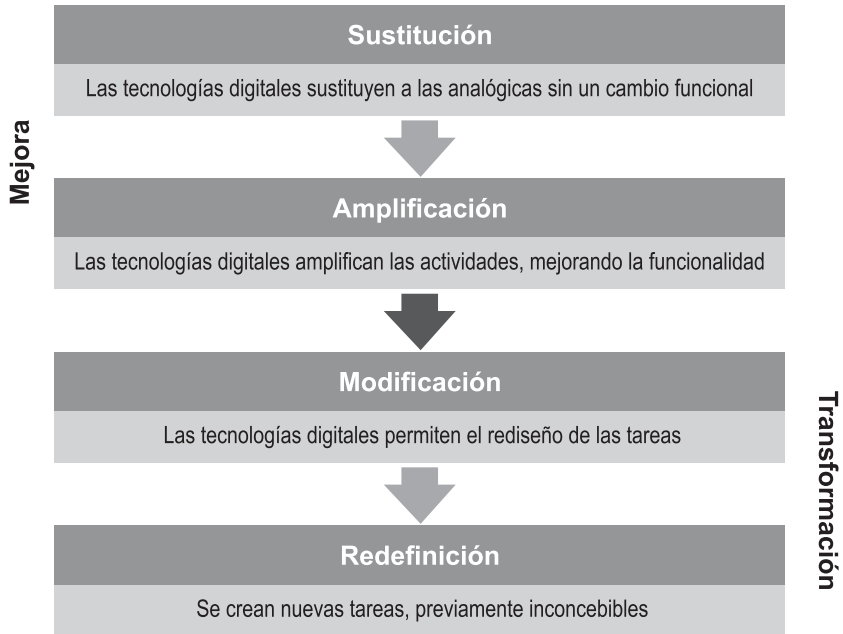 Sustitución
Las tecnologías digitales sustituyen a las analógicas sin un cambio funcional
Mejora
Amplificación
Las tecnologías digitales amplifican las actividades, mejorando la funcionalidad
Modificación
Las tecnologías digitales permiten el rediseño de las tareas
Transformación
Redefinición
Se crean nuevas tareas, previamente inconcebibles